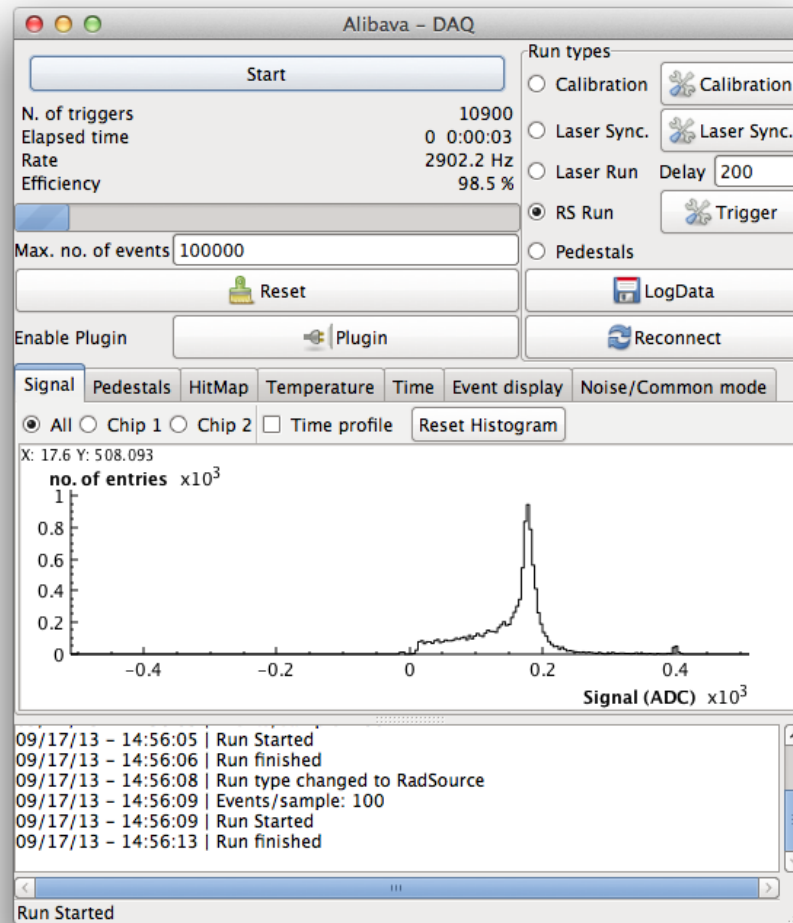 Alibava – DAQ
Start
N. of triggers 10900
Elapsed time 0 0:00:03
Rate 2902.2 Hz
Efficiency 98.5 %
Max. no. of events 100000
Reset
Enable Plugin Plugin
Run types
Calibration Calibration
Laser Sync. Laser Sync.
Laser Run Delay 200
RS Run Trigger
Pedestals
LogData
Reconnect
Signal Pedestals HitMap Temperature Time Event display Noise/Common mode
All Chip 1 Chip 2 Time profile Reset Histogram
X: 17.6 Y: 508.093
no. of entries x10³
1
0.8
0.6
0.4
0.2
0
−0.4 −0.2 0 0.2 0.4
Signal (ADC) x10³
09/17/13 – 14:56:05 | Run Started
09/17/13 – 14:56:06 | Run finished
09/17/13 – 14:56:08 | Run type changed to RadSource
09/17/13 – 14:56:09 | Events/sample: 100
09/17/13 – 14:56:09 | Run Started
09/17/13 – 14:56:13 | Run finished
Run Started